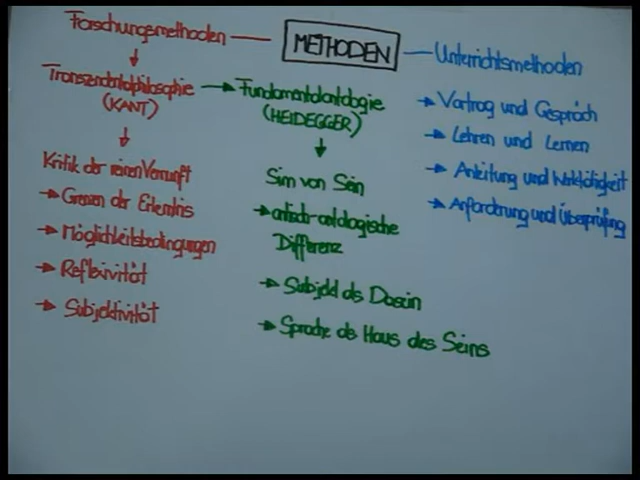 Forschungsmethoden
METHODEN
Unterrichtsmethoden
Transzendentalphilosophie
(KANT)
Kritik der reinen Vernunft
Grenzen der Erkenntnis
Möglichkeitsbedingungen
Reflexivität
Subjektivität
Fundamentalontologie
(HEIDEGGER)
Sinn von Sein
ontisch-ontologische
Differenz
Subjekt als Dasein
Sprache als Haus des Seins
Vortrag und Gespräch
Lehren und Lernen
Anleitung und Werktätigkeit
Anforderung und Überprüfung